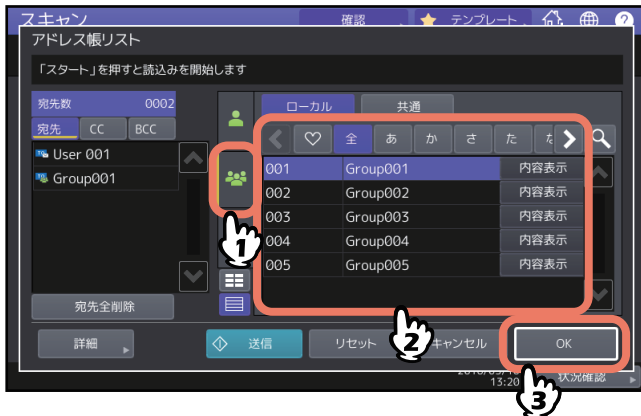 スキャン 確認 テンプレート ?
アドレス帳リスト
「スタート」を押すと読込みを開始します
宛先数 0002
宛先 CC BCC
User 001
Group001
宛先全削除
ローカル 共通
全 あ か さ た
001 Group001 内容表示
002 Group002 内容表示
003 Group003 内容表示
004 Group004 内容表示
005 Group005 内容表示
1
2
詳細 送信 リセット キャンセル OK
13:20 状況確認
3